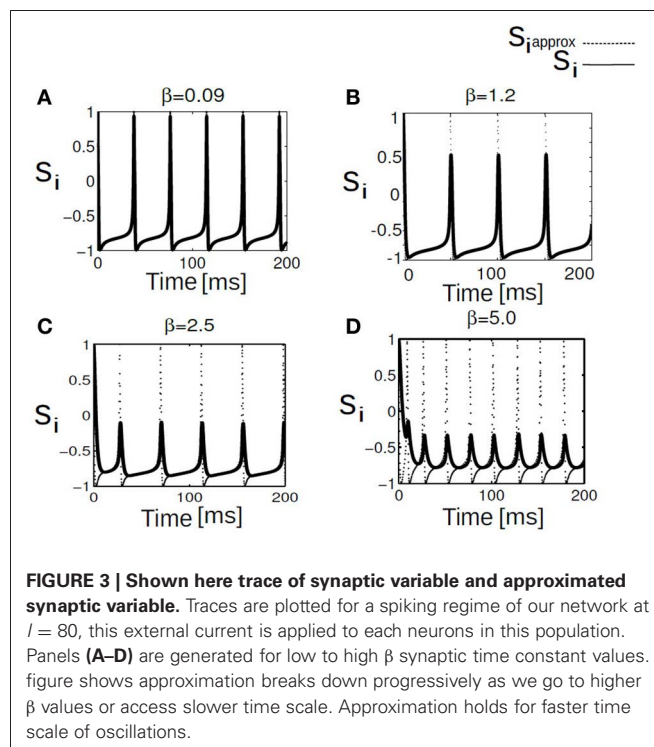 S_iapprox
S_i
A
β=0.09
1
0.5
S_i
0
-0.5
-1
0
100
200
Time [ms]
B
β=1.2
1
0.5
S_i
0
-0.5
-1
0
100
200
Time [ms]
C
β=2.5
1
0.5
S_i
0
-0.5
-1
0
100
200
Time [ms]
D
β=5.0
1
0.5
S_i
0
-0.5
-1
0
100
200
Time [ms]
FIGURE 3 | Shown here trace of synaptic variable and approximated
synaptic variable. Traces are plotted for a spiking regime of our network at
I = 80, this external current is applied to each neurons in this population.
Panels (A–D) are generated for low to high β synaptic time constant values.
figure shows approximation breaks down progressively as we go to higher
β values or access slower time scale. Approximation holds for faster time
scale of oscillations.